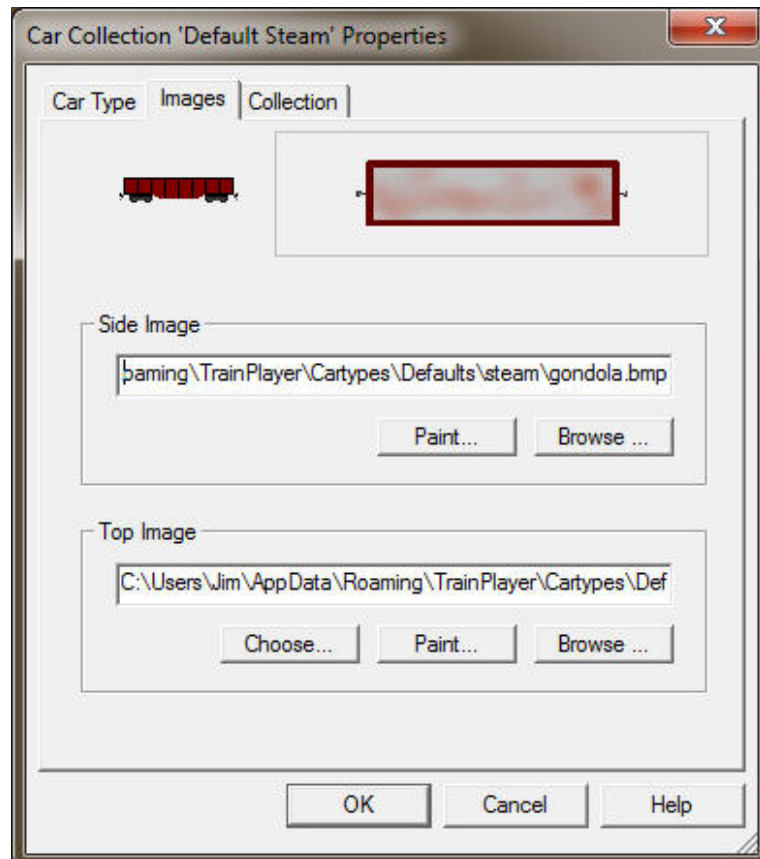 Car Collection 'Default Steam' Properties
Car Type Images Collection
Side Image
oaming\TrainPlayer\Cartypes\Defaults\steam\gondola.bmp
Paint... Browse ...
Top Image
C:\Users\Jim\AppData\Roaming\TrainPlayer\Cartypes\Def
Choose... Paint... Browse ...
OK Cancel Help